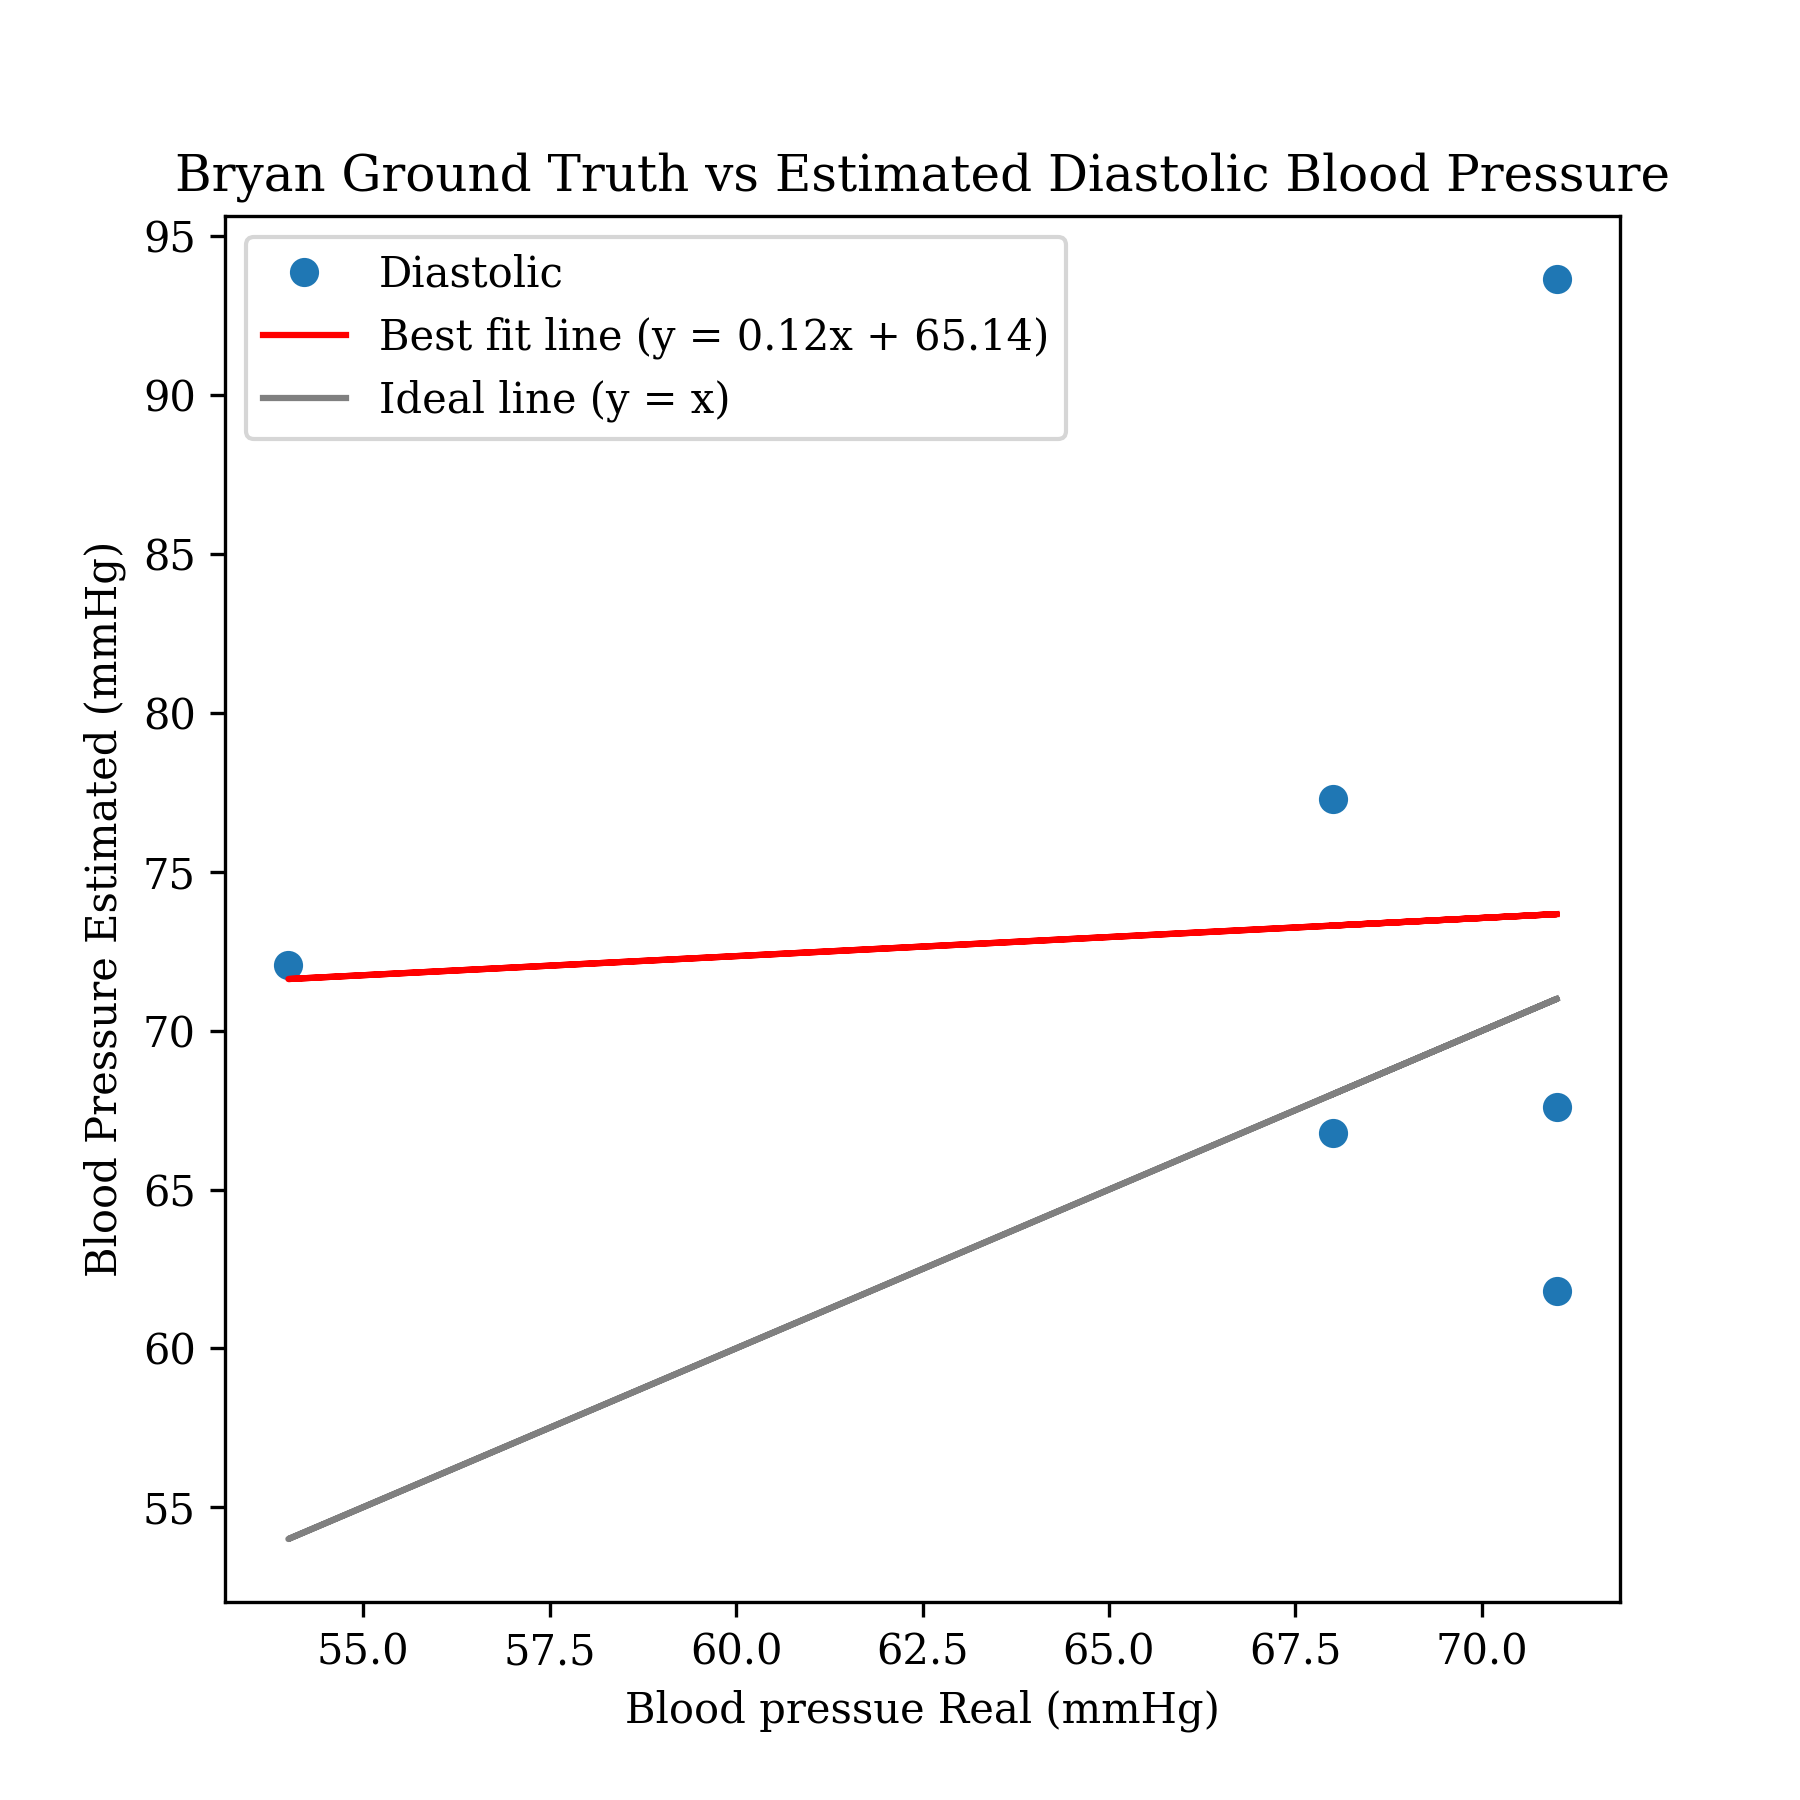 Bryan Ground Truth vs Estimated Diastolic Blood Pressure
Diastolic
Best fit line (y = 0.12x + 65.14)
Ideal line (y = x)
95
90
85
80
75
70
65
60
55
Blood Pressure Estimated (mmHg)
55.0 57.5 60.0 62.5 65.0 67.5 70.0
Blood pressue Real (mmHg)